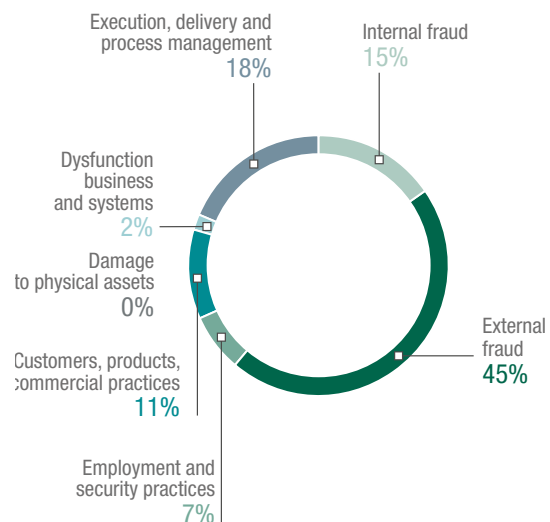 Execution, delivery and
process management
18%
Internal fraud
15%
Dysfunction
business
and systems
2%
Damage
to physical assets
0%
External
fraud
45%
Customers, products,
commercial practices
11%
Employment and
security practices
7%